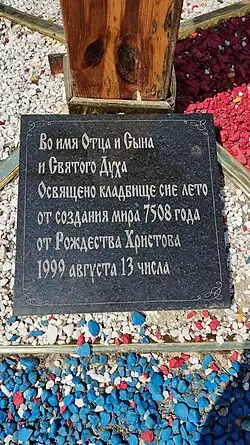 Во имя Отца и Сына
и Святого Духа
Освящено кладбище сие лето
от создания мира 7508 года
от Рождества Христова
1999 августа 13 числа